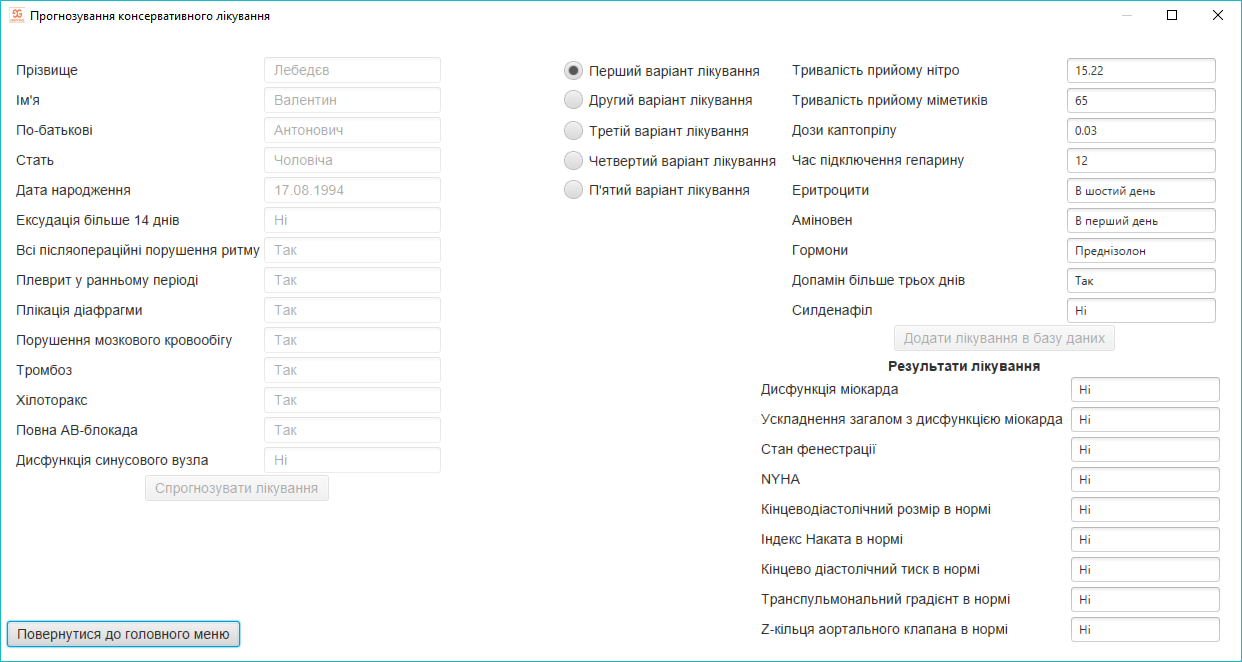 Прогнозування консервативного лікування
Прізвище Лебедєв
Ім'я Валентин
По-батькові Антонович
Стать Чоловіча
Дата народження 17.08.1994
Ексудація більше 14 днів Ні
Всі післяопераційні порушення ритму Так
Плеврит у ранньому періоді Так
Плікація діафрагми Так
Порушення мозкового кровообігу Так
Тромбоз Так
Хілоторакс Так
Повна АВ-блокада Так
Дисфункція синусового вузла Ні
Спрогнозувати лікування
Повернутися до головного меню
Перший варіант лікування
Другий варіант лікування
Третій варіант лікування
Четвертий варіант лікування
П'ятий варіант лікування
Тривалість прийому нітро 15.22
Тривалість прийому міметиків 65
Дози каптопрілу 0.03
Час підключення гепарину 12
Еритроцити В шостий день
Аміновен В перший день
Гормони Преднізолон
Допамін більше трьох днів Так
Силденафіл Ні
Додати лікування в базу даних
Результати лікування
Дисфункція міокарда Ні
Ускладнення загалом з дисфункцією міокарда Ні
Стан фенестрації Ні
NYHA Ні
Кінцеводіастолічний розмір в нормі Ні
Індекс Наката в нормі Ні
Кінцево діастолічний тиск в нормі Ні
Транспульмональний градієнт в нормі Ні
Z-кільця аортального клапана в нормі Ні